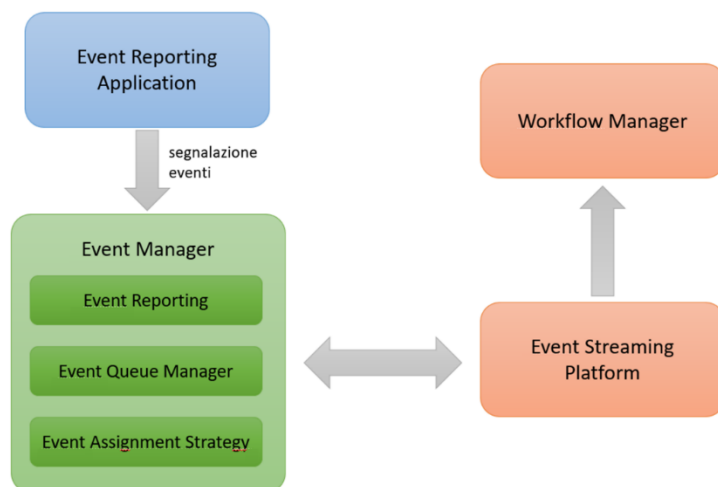 Event Reporting
Application
segnalazione
eventi
Workflow Manager
Event Manager
Event Reporting
Event Queue Manager
Event Assignment Strategy
Event Streaming
Platform